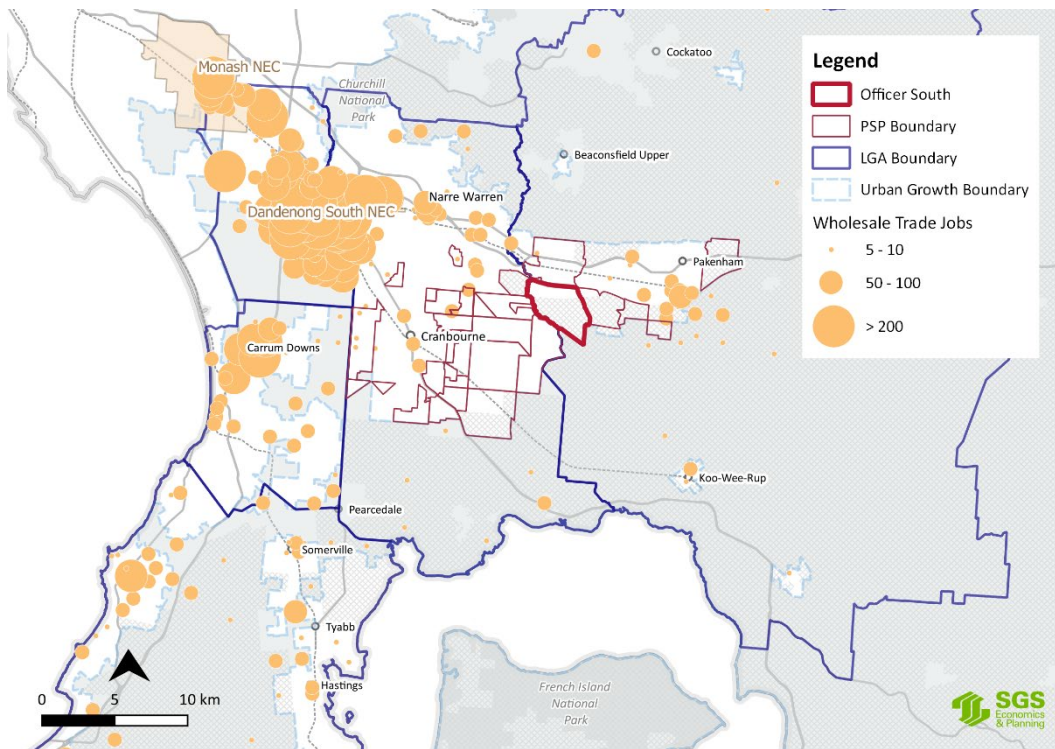 Cockatoo
Monash NEC
Churchill
National
Park
Beaconsfield Upper
Narre Warren
Dandenong South NEC
Pakenham
Cranbourne
Carrum Downs
Koo-Wee-Rup
Pearcedale
Somerville
Tyabb
Hastings
French Island
National
Park
Legend
Officer South
PSP Boundary
LGA Boundary
Urban Growth Boundary
Wholesale Trade Jobs
5 - 10
50 - 100
> 200
0 5 10 km
SGS
Economics
& Planning